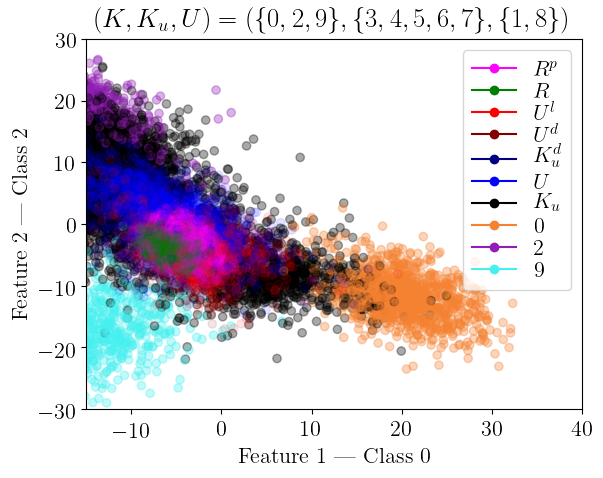 (K, K_u, U) = ({0, 2, 9}, {3, 4, 5, 6, 7}, {1, 8})
30
20
10
0
−10
−20
−30
Feature 2 — Class 2
R^p
R
U^l
U^d
K_u^d
U
K_u
0
2
9
−10
0
10
20
30
40
Feature 1 — Class 0